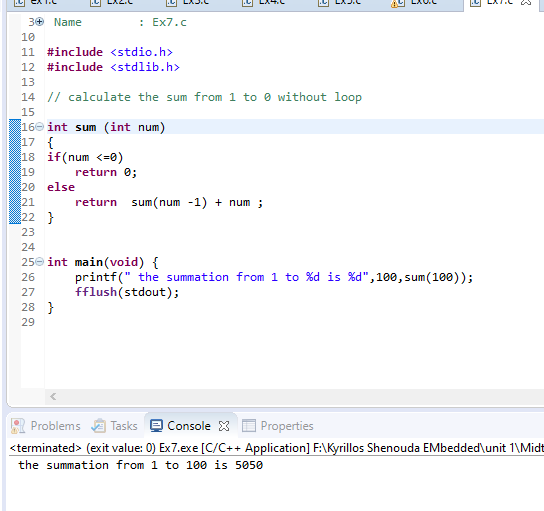 ex1.c Ex2.c Ex3.c Ex4.c Ex5.c Ex6.c Ex7.c
3 Name : Ex7.c
10
11 #include <stdio.h>
12 #include <stdlib.h>
13
14 // calculate the sum from 1 to 0 without loop
15
16 int sum (int num)
17 {
18 if(num <=0)
19 return 0;
20 else
21 return sum(num -1) + num ;
22 }
23
24
25 int main(void) {
26 printf(" the summation from 1 to %d is %d",100,sum(100));
27 fflush(stdout);
28 }
29
Problems Tasks Console Properties
<terminated> (exit value: 0) Ex7.exe [C/C++ Application] F:\Kyrillos Shenouda EMbedded\unit 1\Midt
the summation from 1 to 100 is 5050